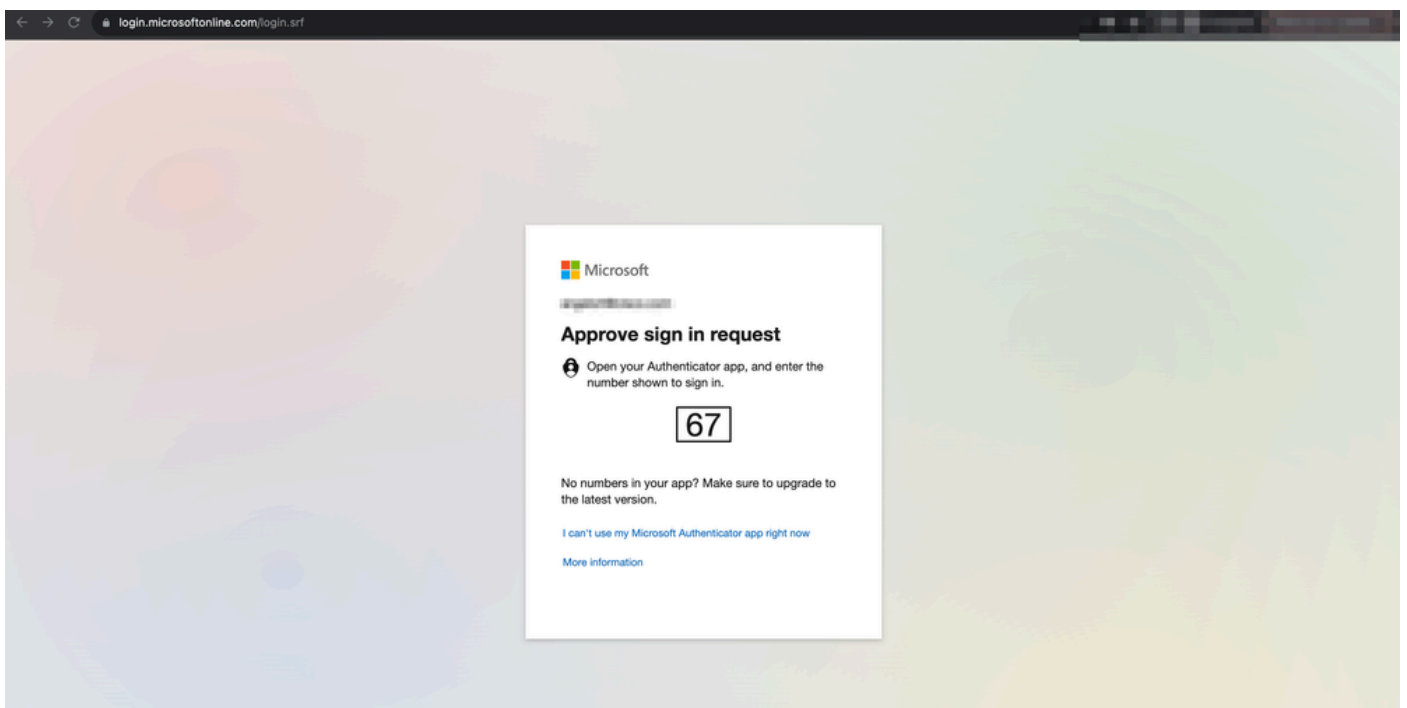 login.microsoftonline.com/login.srf
Microsoft
Approve sign in request
Open your Authenticator app, and enter the
number shown to sign in.
67
No numbers in your app? Make sure to upgrade to
the latest version.
I can't use my Microsoft Authenticator app right now
More information